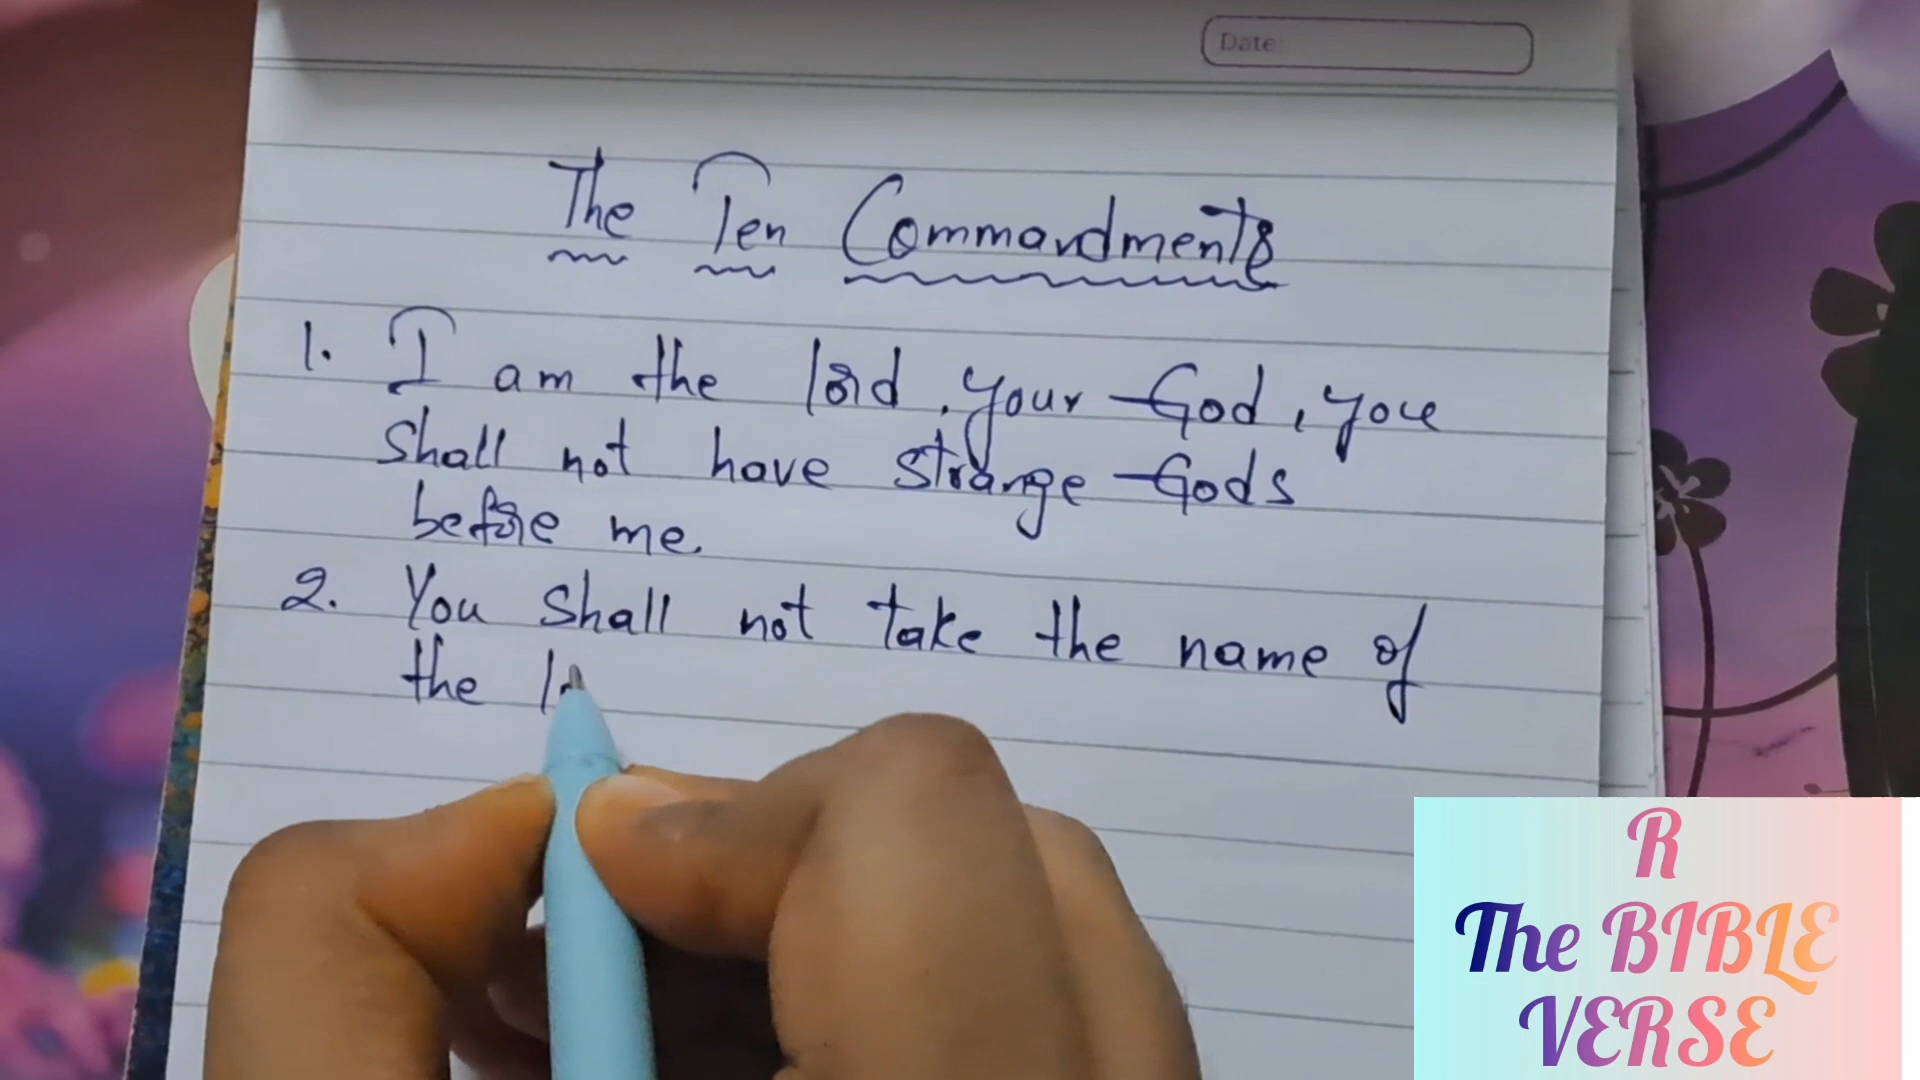 Date:
The Ten Commandments
1. I am the lord, your God, you
shall not have strange Gods
before me.
2. You shall not take the name of
the lo
R
The BIBLE
VERSE